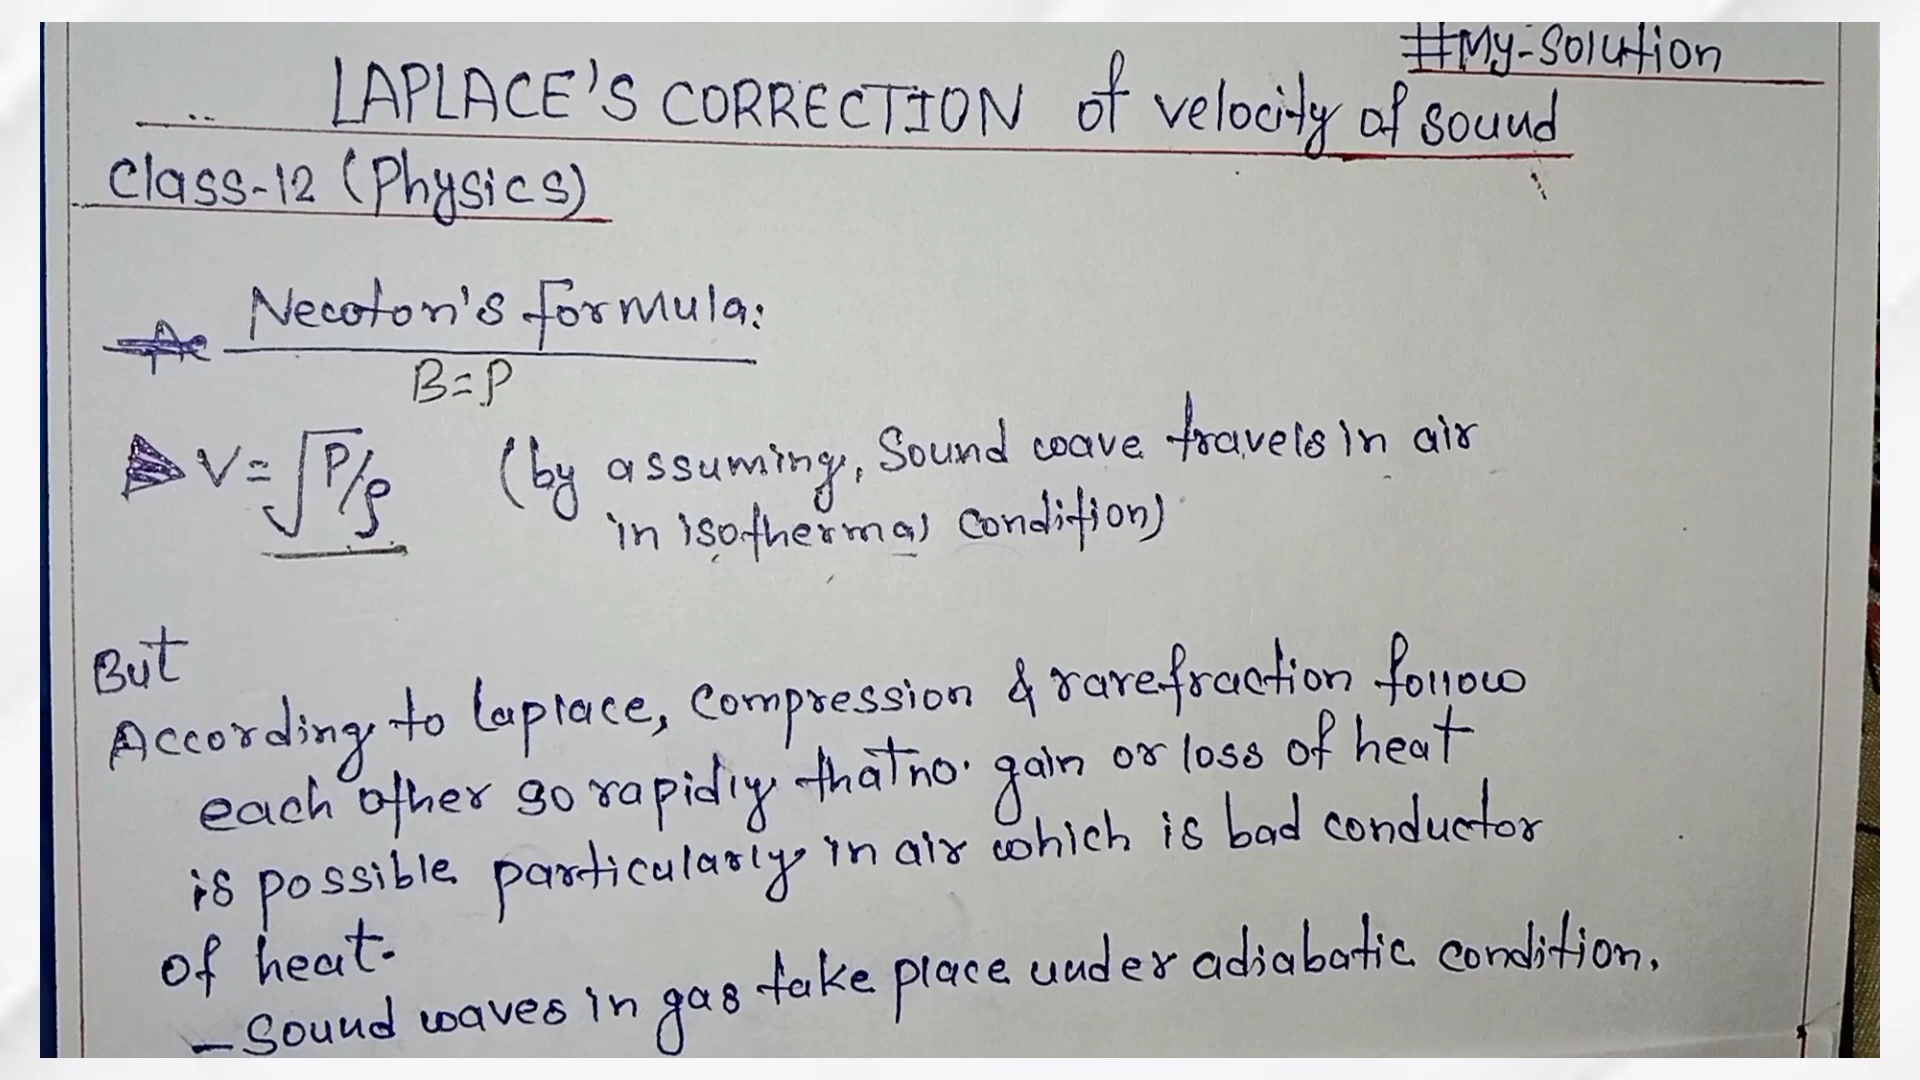 #My-Solution
LAPLACE'S CORRECTION of velocity of sound
Class-12 (Physics)
Newton's formula:
B=P
V=√P/ρ (by assuming, Sound wave travels in air
in isothermal condition)
But
According to Laplace, Compression & rarefraction follow
each other so rapidly that no gain or loss of heat
is possible particularly in air which is bad conductor
of heat.
- Sound waves in gas take place under adiabatic condition.